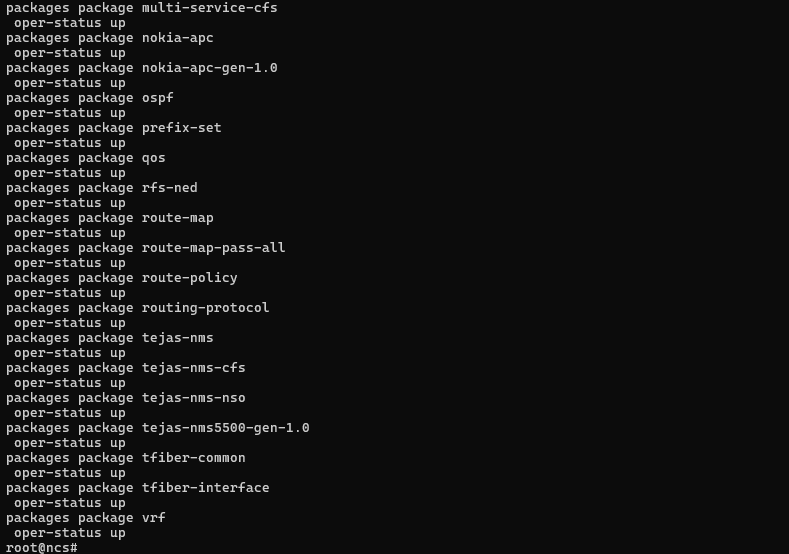 packages package multi-service-cfs
 oper-status up
packages package nokia-apc
 oper-status up
packages package nokia-apc-gen-1.0
 oper-status up
packages package ospf
 oper-status up
packages package prefix-set
 oper-status up
packages package qos
 oper-status up
packages package rfs-ned
 oper-status up
packages package route-map
 oper-status up
packages package route-map-pass-all
 oper-status up
packages package route-policy
 oper-status up
packages package routing-protocol
 oper-status up
packages package tejas-nms
 oper-status up
packages package tejas-nms-cfs
 oper-status up
packages package tejas-nms-nso
 oper-status up
packages package tejas-nms5500-gen-1.0
 oper-status up
packages package tfiber-common
 oper-status up
packages package tfiber-interface
 oper-status up
packages package vrf
 oper-status up
root@ncs#